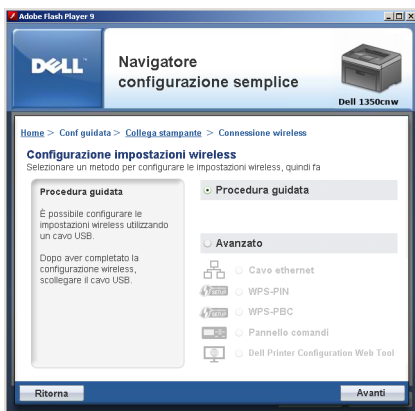 Adobe Flash Player 9
DELL
Navigatore
configurazione semplice
Dell 1350cnw
Home > Conf guidata > Collega stampante > Connessione wireless
Configurazione impostazioni wireless
Selezionare un metodo per configurare le impostazioni wireless, quindi fa
Procedura guidata
È possibile configurare le
impostazioni wireless utilizzando
un cavo USB.
Dopo aver completato la
configurazione wireless,
scollegare il cavo USB.
Procedura guidata
Avanzato
Cavo ethernet
WPS-PIN
WPS-PBC
Pannello comandi
Dell Printer Configuration Web Tool
Ritorna
Avanti